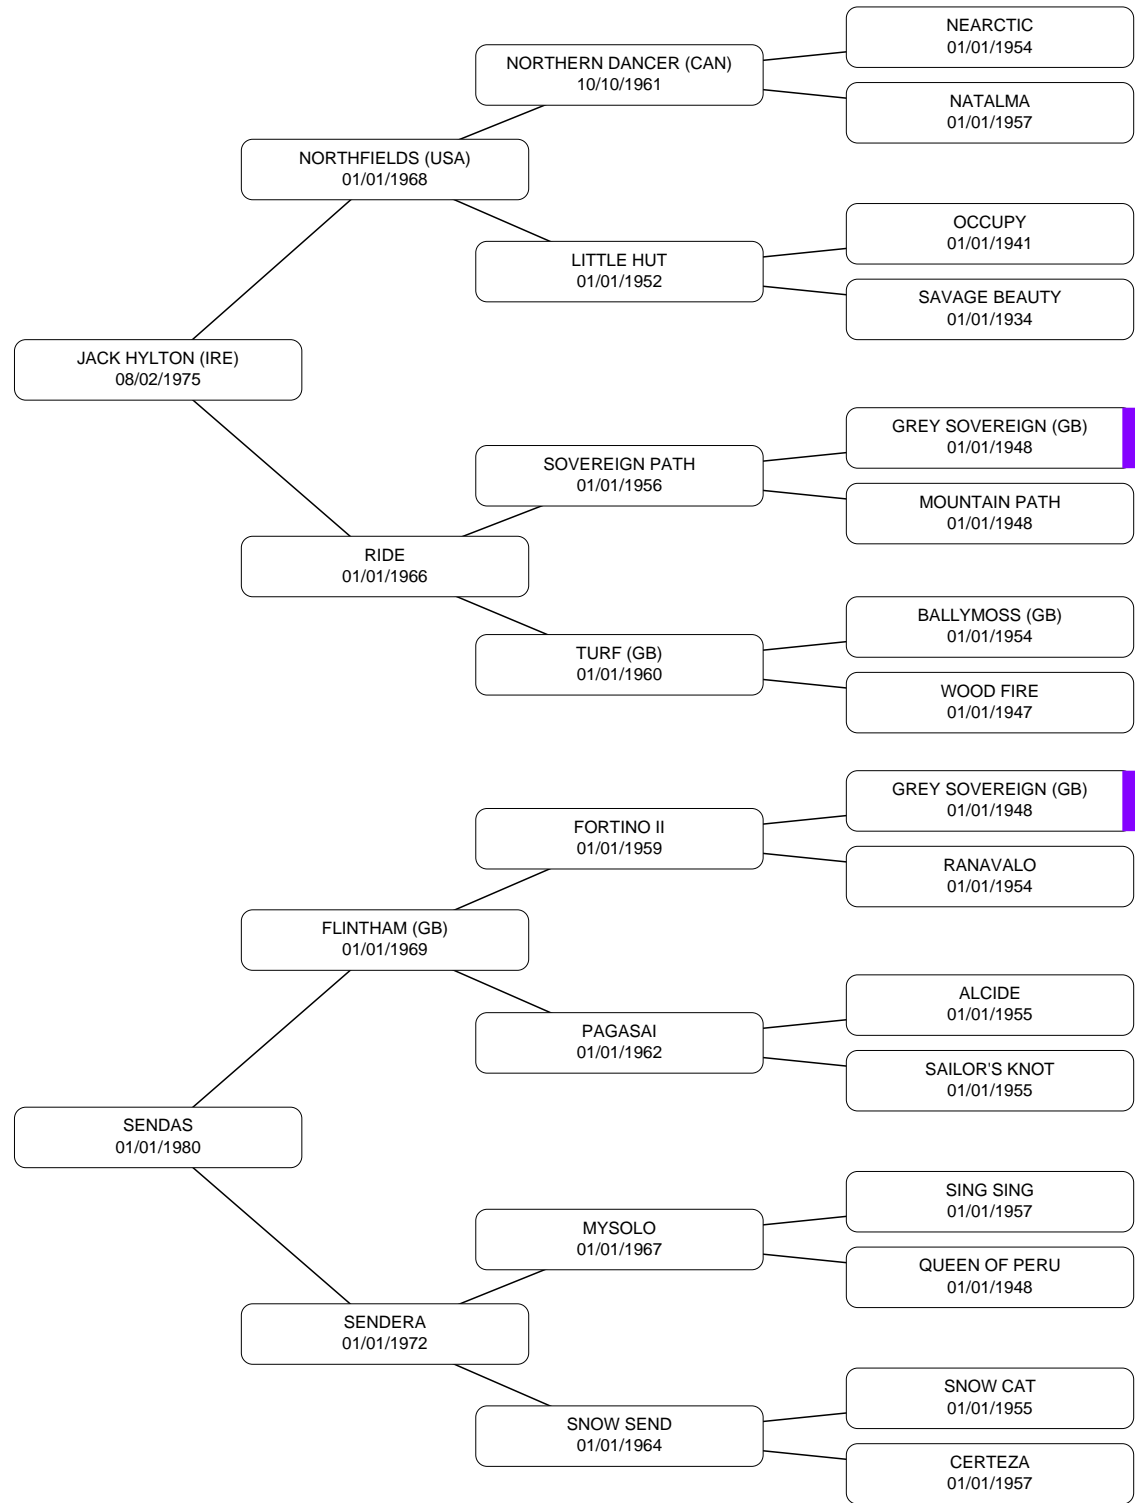 NEARCTIC
01/01/1954
NORTHERN DANCER (CAN)
10/10/1961
NATALMA
01/01/1957
NORTHFIELDS (USA)
01/01/1968
OCCUPY
01/01/1941
LITTLE HUT
01/01/1952
SAVAGE BEAUTY
01/01/1934
JACK HYLTON (IRE)
08/02/1975
GREY SOVEREIGN (GB)
01/01/1948
SOVEREIGN PATH
01/01/1956
MOUNTAIN PATH
01/01/1948
RIDE
01/01/1966
BALLYMOSS (GB)
01/01/1954
TURF (GB)
01/01/1960
WOOD FIRE
01/01/1947
GREY SOVEREIGN (GB)
01/01/1948
FORTINO II
01/01/1959
RANAVALO
01/01/1954
FLINTHAM (GB)
01/01/1969
ALCIDE
01/01/1955
PAGASAI
01/01/1962
SAILOR'S KNOT
01/01/1955
SENDAS
01/01/1980
SING SING
01/01/1957
MYSOLO
01/01/1967
QUEEN OF PERU
01/01/1948
SENDERA
01/01/1972
SNOW CAT
01/01/1955
SNOW SEND
01/01/1964
CERTEZA
01/01/1957